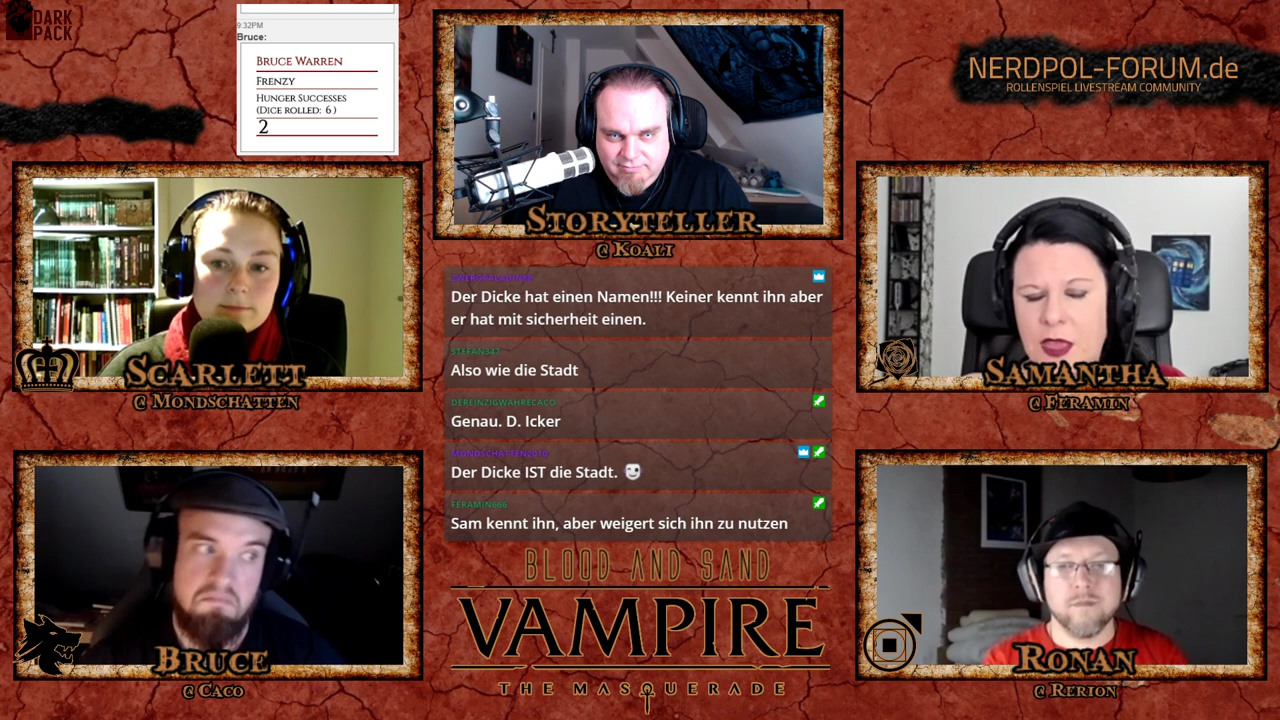 DARK
PACK
9:32PM
Bruce:
BRUCE WARREN
FRENZY
HUNGER SUCCESSES
(DICE ROLLED: 6 )
2
NERDPOL-FORUM.de
ROLLENSPIEL LIVESTREAM COMMUNITY
STORYTELLER
@ KOALI
SCARLETT
@ MONDSCHATTEN
SAMANTHA
@ FERAMIN
Der Dicke hat einen Namen!!! Keiner kennt ihn aber
er hat mit sicherheit einen.
STEFAN347
Also wie die Stadt
DEREINZIGWAHRECACO
Genau. D. Icker
MONDSCHATTEN2010
Der Dicke IST die Stadt.
FERAMIN666
Sam kennt ihn, aber weigert sich ihn zu nutzen
BRUCE
@ CACO
RONAN
@ RERION
BLOOD AND SAND
VAMPIRE
THE MASQUERADE